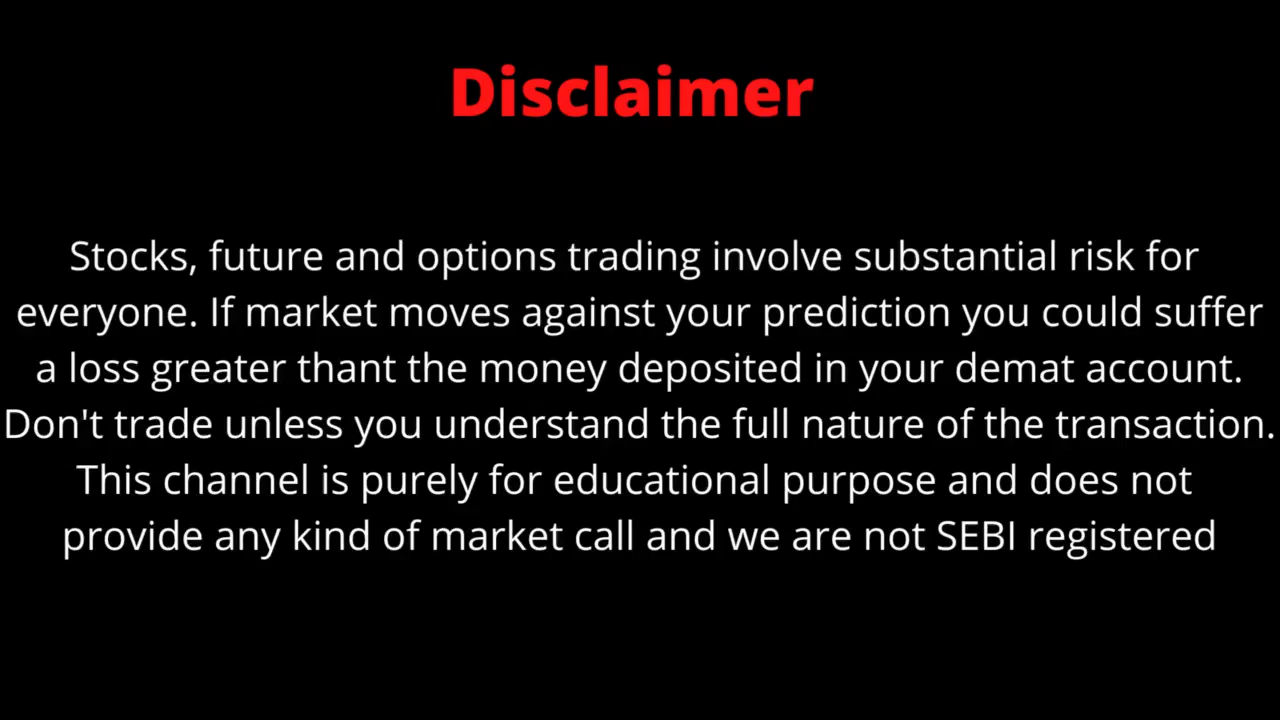 Disclaimer
Stocks, future and options trading involve substantial risk for
everyone. If market moves against your prediction you could suffer
a loss greater thant the money deposited in your demat account.
Don't trade unless you understand the full nature of the transaction.
This channel is purely for educational purpose and does not
provide any kind of market call and we are not SEBI registered